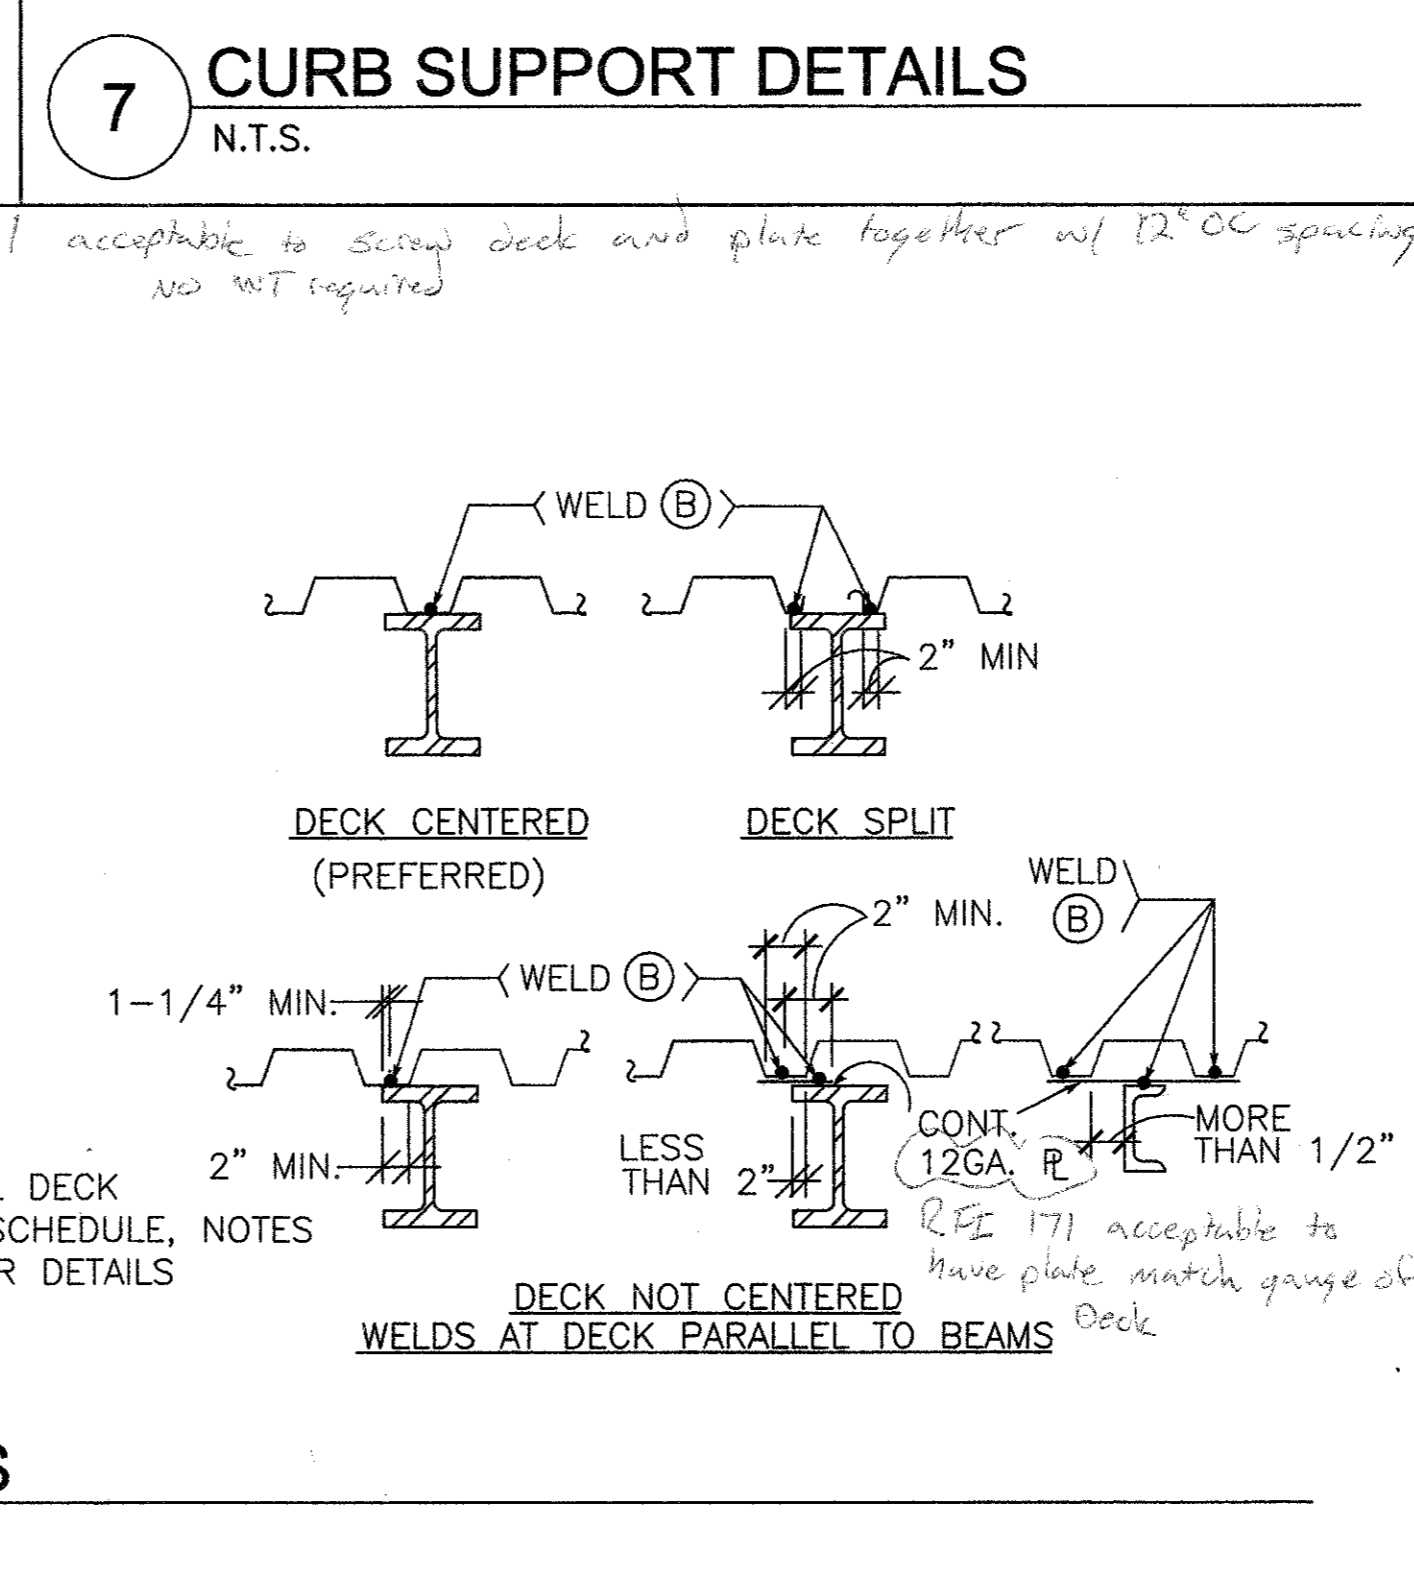 7
CURB SUPPORT DETAILS
N.T.S.
1 acceptable to screw deck and plate together w/ 12" OC spacing
NO WT required
WELD B
2" MIN
DECK CENTERED
(PREFERRED)
DECK SPLIT
WELD
B
2" MIN.
1-1/4" MIN.
WELD B
2" MIN.
LESS
THAN 2"
CONT.
12GA. PL
MORE
THAN 1/2"
DECK
SCHEDULE, NOTES
R DETAILS
RFI 171 acceptable to
have plate match gauge of
Deck
DECK NOT CENTERED
WELDS AT DECK PARALLEL TO BEAMS
S